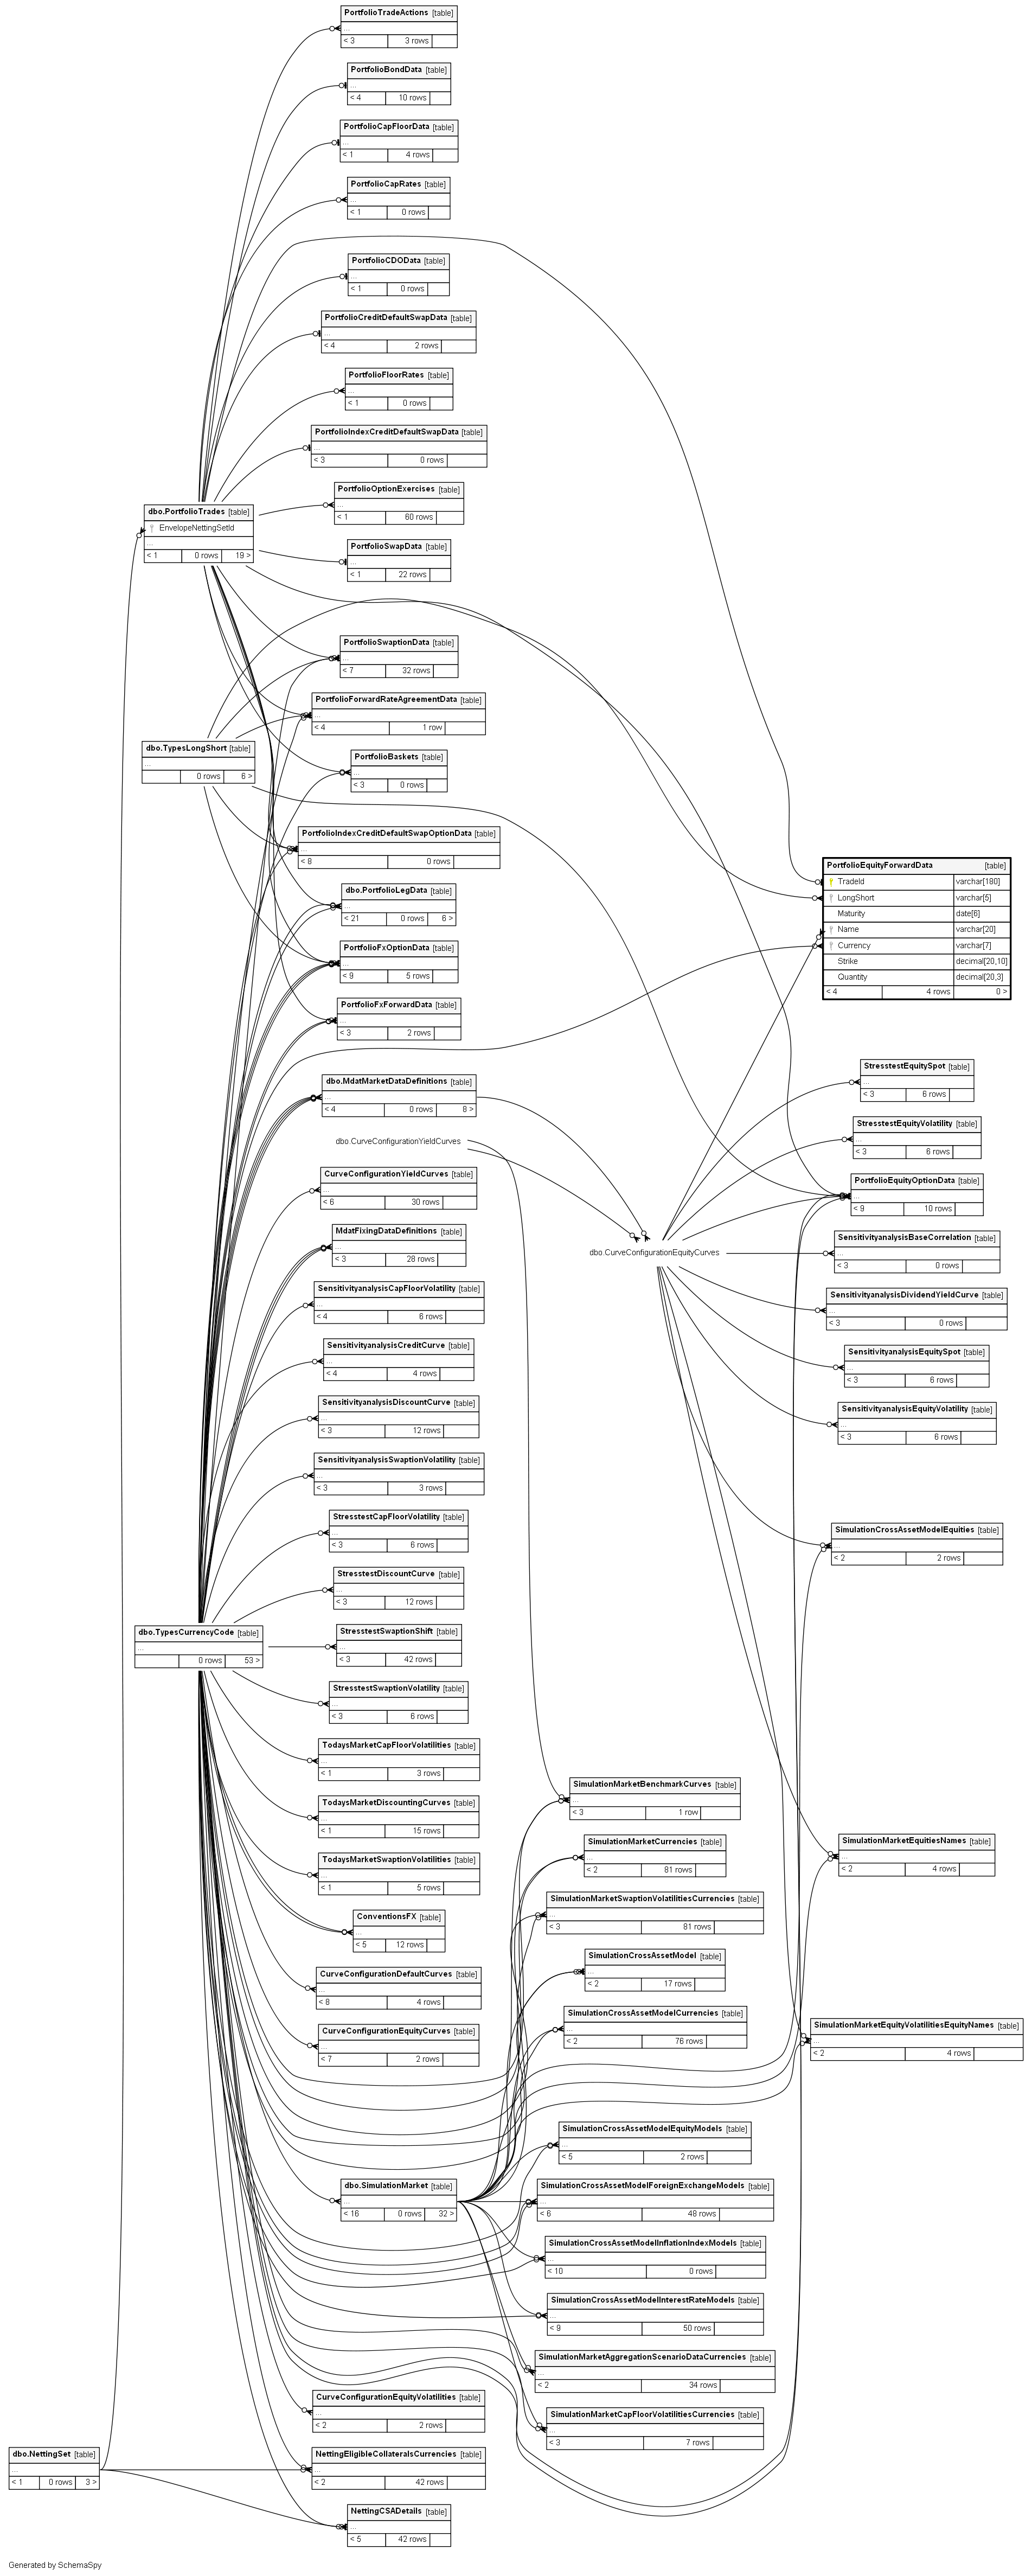 PortfolioTradeActions [table]
...
< 3 3 rows
PortfolioBondData [table]
...
< 4 10 rows
PortfolioCapFloorData [table]
...
< 1 4 rows
PortfolioCapRates [table]
...
< 1 0 rows
PortfolioCDOData [table]
...
< 1 0 rows
PortfolioCreditDefaultSwapData [table]
...
< 4 2 rows
PortfolioFloorRates [table]
...
< 1 0 rows
PortfolioIndexCreditDefaultSwapData [table]
...
< 3 0 rows
PortfolioOptionExercises [table]
...
< 1 60 rows
dbo.PortfolioTrades [table]
EnvelopeNettingSetId
...
< 1 0 rows 19 >
PortfolioSwapData [table]
...
< 1 22 rows
PortfolioSwaptionData [table]
...
< 7 32 rows
PortfolioForwardRateAgreementData [table]
...
< 4 1 row
dbo.TypesLongShort [table]
...
0 rows 6 >
PortfolioBaskets [table]
...
< 3 0 rows
PortfolioIndexCreditDefaultSwapOptionData [table]
...
< 8 0 rows
PortfolioEquityForwardData [table]
TradeId varchar[180]
LongShort varchar[5]
Maturity date[6]
Name varchar[20]
Currency varchar[7]
Strike decimal[20,10]
Quantity decimal[20,3]
< 4 4 rows 0 >
dbo.PortfolioLegData [table]
...
< 21 0 rows 6 >
PortfolioFxOptionData [table]
...
< 9 5 rows
PortfolioFxForwardData [table]
...
< 3 2 rows
dbo.MdatMarketDataDefinitions [table]
...
< 4 0 rows 8 >
dbo.CurveConfigurationYieldCurves
StresstestEquitySpot [table]
...
< 3 6 rows
StresstestEquityVolatility [table]
...
< 3 6 rows
PortfolioEquityOptionData [table]
...
< 9 10 rows
dbo.CurveConfigurationEquityCurves
SensitivityanalysisBaseCorrelation [table]
...
< 3 0 rows
SensitivityanalysisDividendYieldCurve [table]
...
< 3 0 rows
SensitivityanalysisEquitySpot [table]
...
< 3 6 rows
SensitivityanalysisEquityVolatility [table]
...
< 3 6 rows
CurveConfigurationYieldCurves [table]
...
< 6 30 rows
MdatFixingDataDefinitions [table]
...
< 3 28 rows
SensitivityanalysisCapFloorVolatility [table]
...
< 4 6 rows
SensitivityanalysisCreditCurve [table]
...
< 4 4 rows
SensitivityanalysisDiscountCurve [table]
...
< 3 12 rows
SensitivityanalysisSwaptionVolatility [table]
...
< 3 3 rows
StresstestCapFloorVolatility [table]
...
< 3 6 rows
SimulationCrossAssetModelEquities [table]
...
< 2 2 rows
StresstestDiscountCurve [table]
...
< 3 12 rows
dbo.TypesCurrencyCode [table]
...
0 rows 53 >
StresstestSwaptionShift [table]
...
< 3 42 rows
StresstestSwaptionVolatility [table]
...
< 3 6 rows
TodaysMarketCapFloorVolatilities [table]
...
< 1 3 rows
TodaysMarketDiscountingCurves [table]
...
< 1 15 rows
TodaysMarketSwaptionVolatilities [table]
...
< 1 5 rows
ConventionsFX [table]
...
< 5 12 rows
CurveConfigurationDefaultCurves [table]
...
< 8 4 rows
CurveConfigurationEquityCurves [table]
...
< 7 2 rows
SimulationMarketBenchmarkCurves [table]
...
< 3 1 row
SimulationMarketCurrencies [table]
...
< 2 81 rows
SimulationMarketSwaptionVolatilitiesCurrencies [table]
...
< 3 81 rows
SimulationCrossAssetModel [table]
...
< 2 17 rows
SimulationCrossAssetModelCurrencies [table]
...
< 2 76 rows
SimulationMarketEquitiesNames [table]
...
< 2 4 rows
SimulationMarketEquityVolatilitiesEquityNames [table]
...
< 2 4 rows
SimulationCrossAssetModelEquityModels [table]
...
< 5 2 rows
dbo.SimulationMarket [table]
...
< 16 0 rows 32 >
SimulationCrossAssetModelForeignExchangeModels [table]
...
< 6 48 rows
SimulationCrossAssetModelInflationIndexModels [table]
...
< 10 0 rows
SimulationCrossAssetModelInterestRateModels [table]
...
< 9 50 rows
SimulationMarketAggregationScenarioDataCurrencies [table]
...
< 2 34 rows
SimulationMarketCapFloorVolatilitiesCurrencies [table]
...
< 3 7 rows
CurveConfigurationEquityVolatilities [table]
...
< 2 2 rows
dbo.NettingSet [table]
...
< 1 0 rows 3 >
NettingEligibleCollateralsCurrencies [table]
...
< 2 42 rows
NettingCSADetails [table]
...
< 5 42 rows
Generated by SchemaSpy